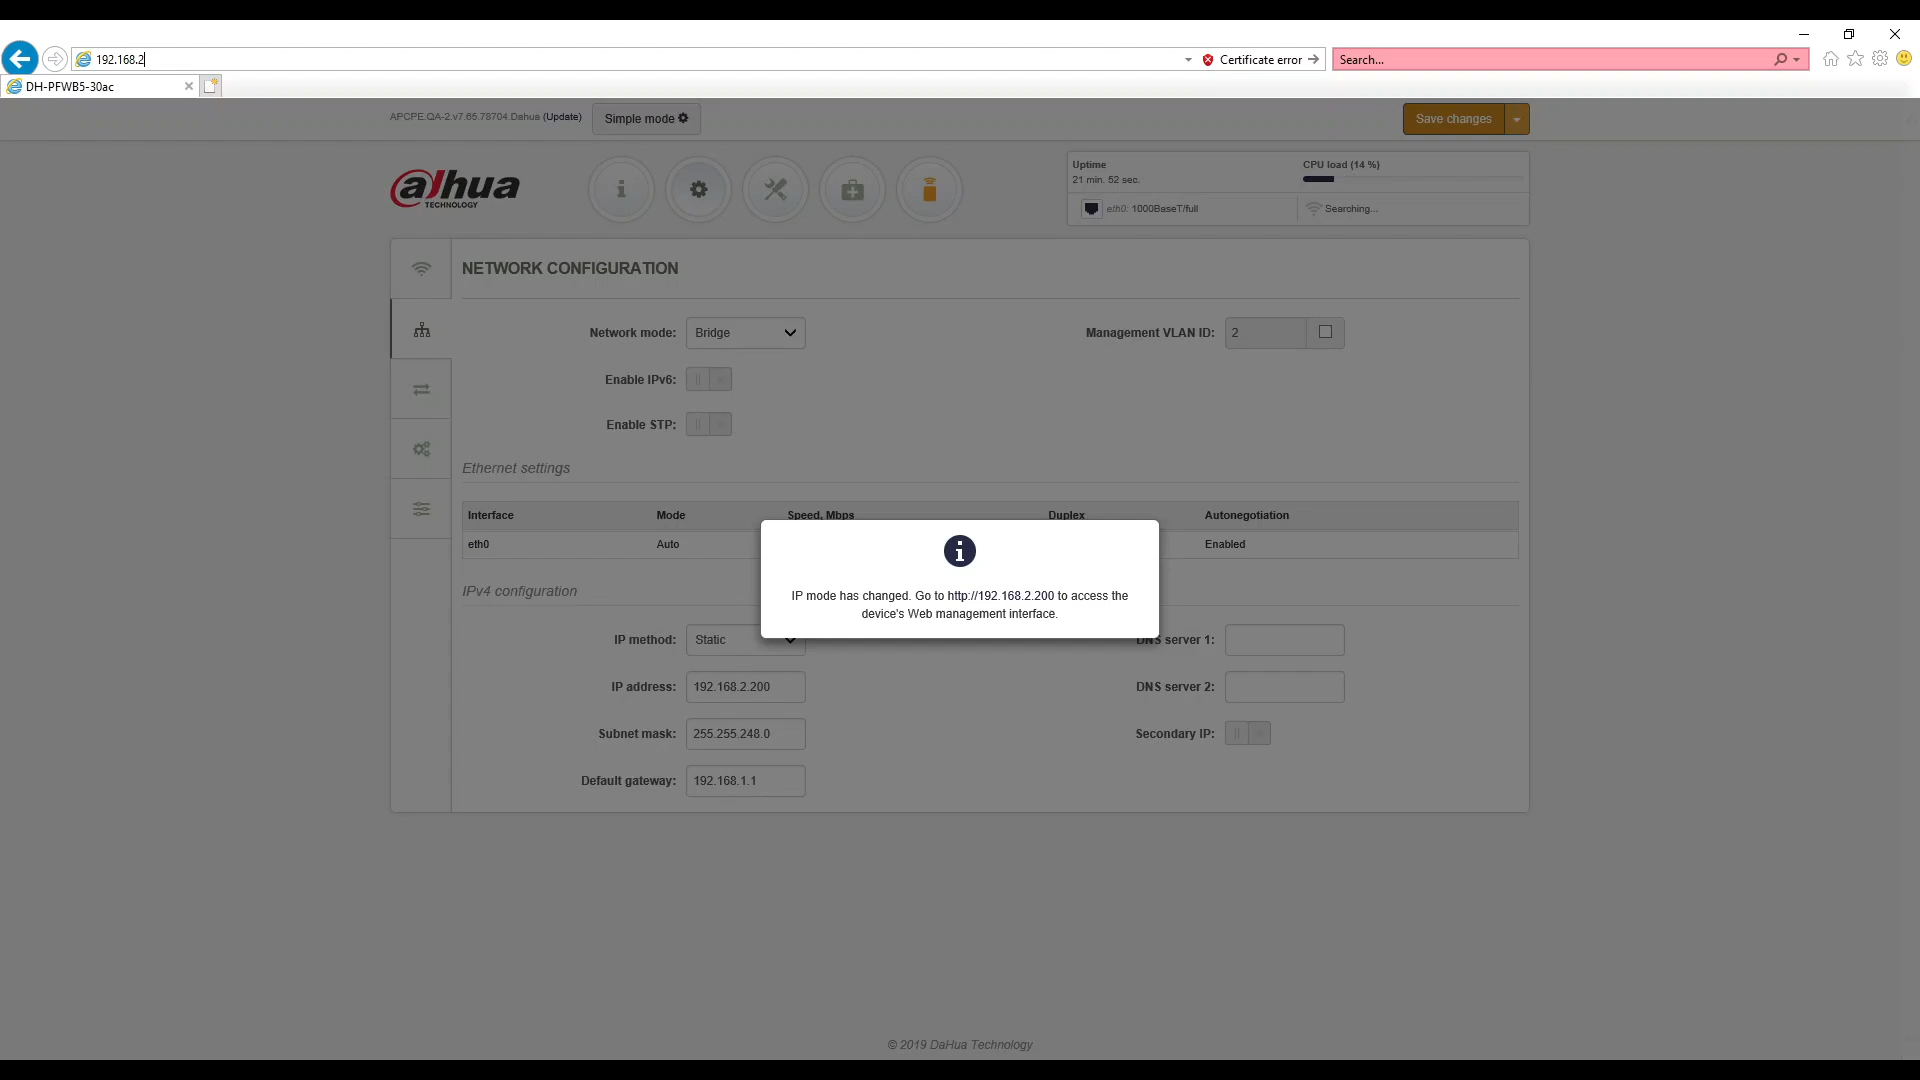 192.168.2
Certificate error
Search...
DH-PFWB5-30ac
APCPE.QA-2.v7.65.78704.Dahua (Update)
Simple mode
Save changes
alhua
TECHNOLOGY
Uptime
21 min. 52 sec.
CPU load (14 %)
eth0: 1000BaseT/full
Searching...
NETWORK CONFIGURATION
Network mode: Bridge
Management VLAN ID: 2
Enable IPv6:
Enable STP:
Ethernet settings
Interface Mode Speed, Mbps Duplex Autonegotiation
eth0 Auto Enabled
IP mode has changed. Go to http://192.168.2.200 to access the
device's Web management interface.
IPv4 configuration
IP method: Static
DNS server 1:
IP address: 192.168.2.200
DNS server 2:
Subnet mask: 255.255.248.0
Secondary IP:
Default gateway: 192.168.1.1
© 2019 DaHua Technology